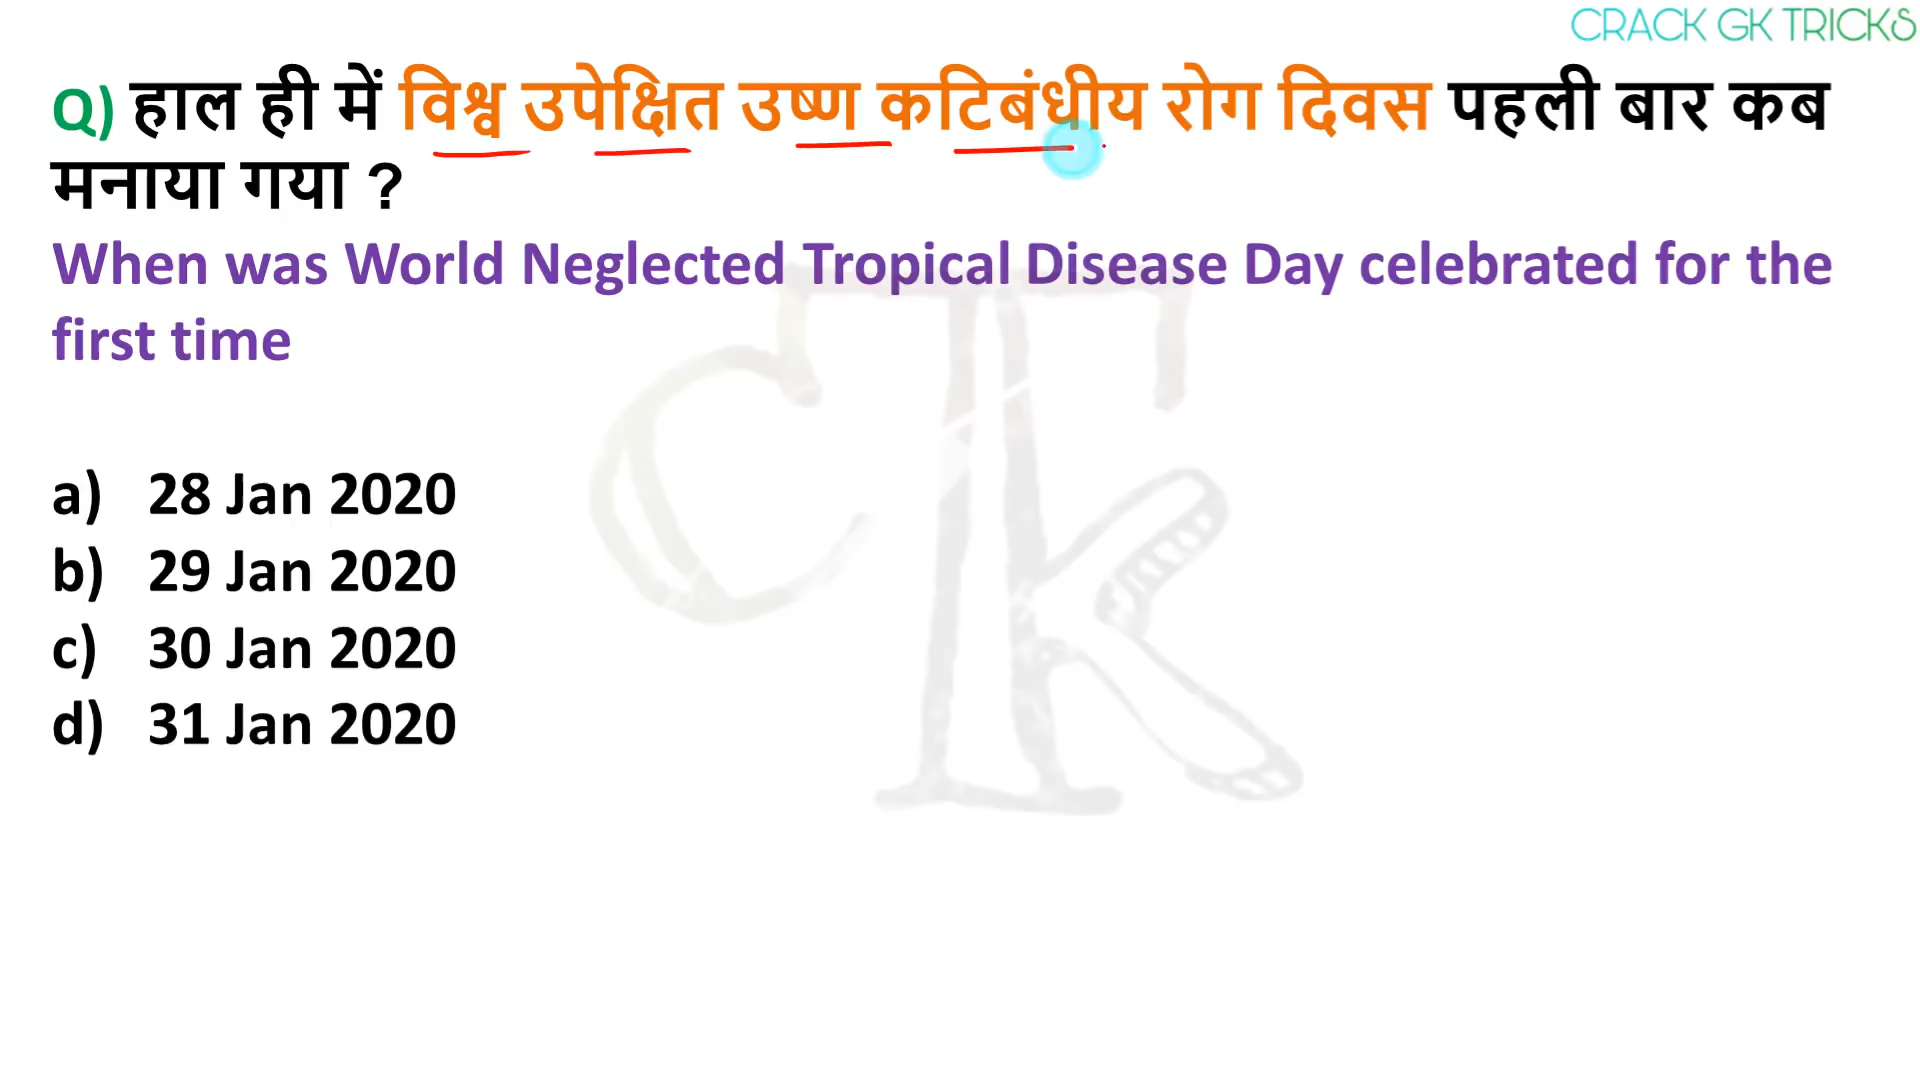 CRACK GK TRICKS
Q) हाल ही में विश्व उपेक्षित उष्ण कटिबंधीय रोग दिवस पहली बार कब
मनाया गया ?
When was World Neglected Tropical Disease Day celebrated for the
first time
a) 28 Jan 2020
b) 29 Jan 2020
c) 30 Jan 2020
d) 31 Jan 2020
CTK